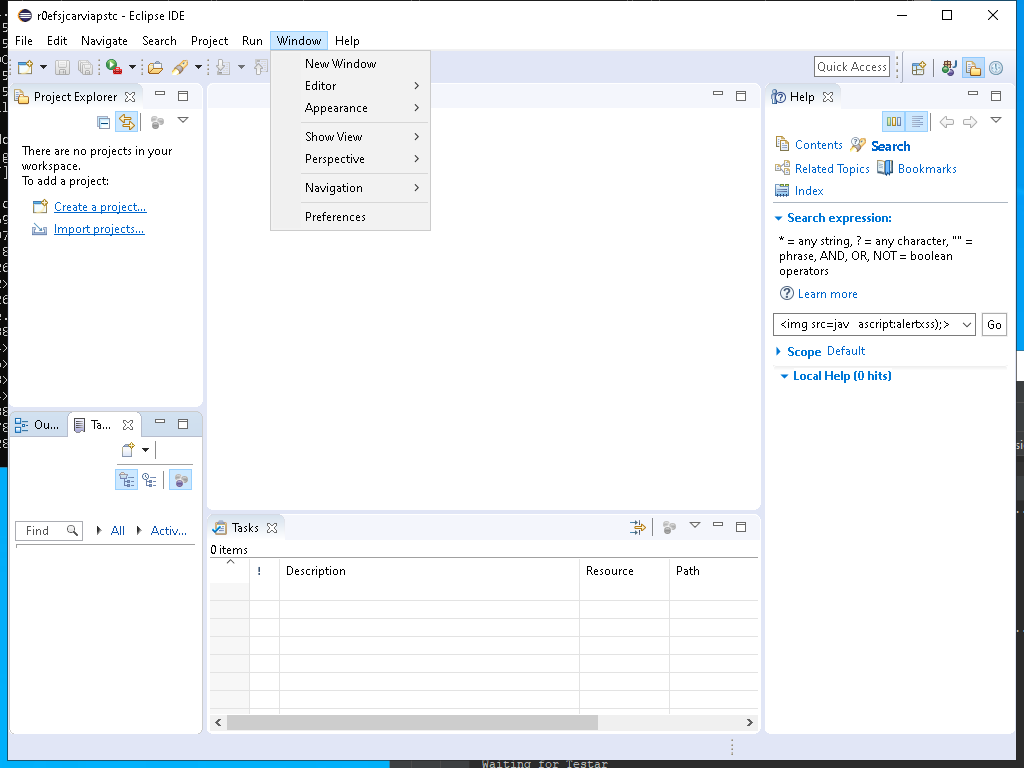 r0efsjcarviapstc - Eclipse IDE
File Edit Navigate Search Project Run Window Help
New Window
Editor
Appearance
Show View
Perspective
Navigation
Preferences
Quick Access
Project Explorer
There are no projects in your
workspace.
To add a project:
Create a project...
Import projects...
Ou...
Ta...
Find
All
Activ...
Tasks
0 items
! Description Resource Path
Help
Contents
Search
Related Topics
Bookmarks
Index
Search expression:
* = any string, ? = any character, "" =
phrase, AND, OR, NOT = boolean
operators
Learn more
<img src=jav ascript:alertxss);>
Go
Scope Default
Local Help (0 hits)
Waiting for Testar